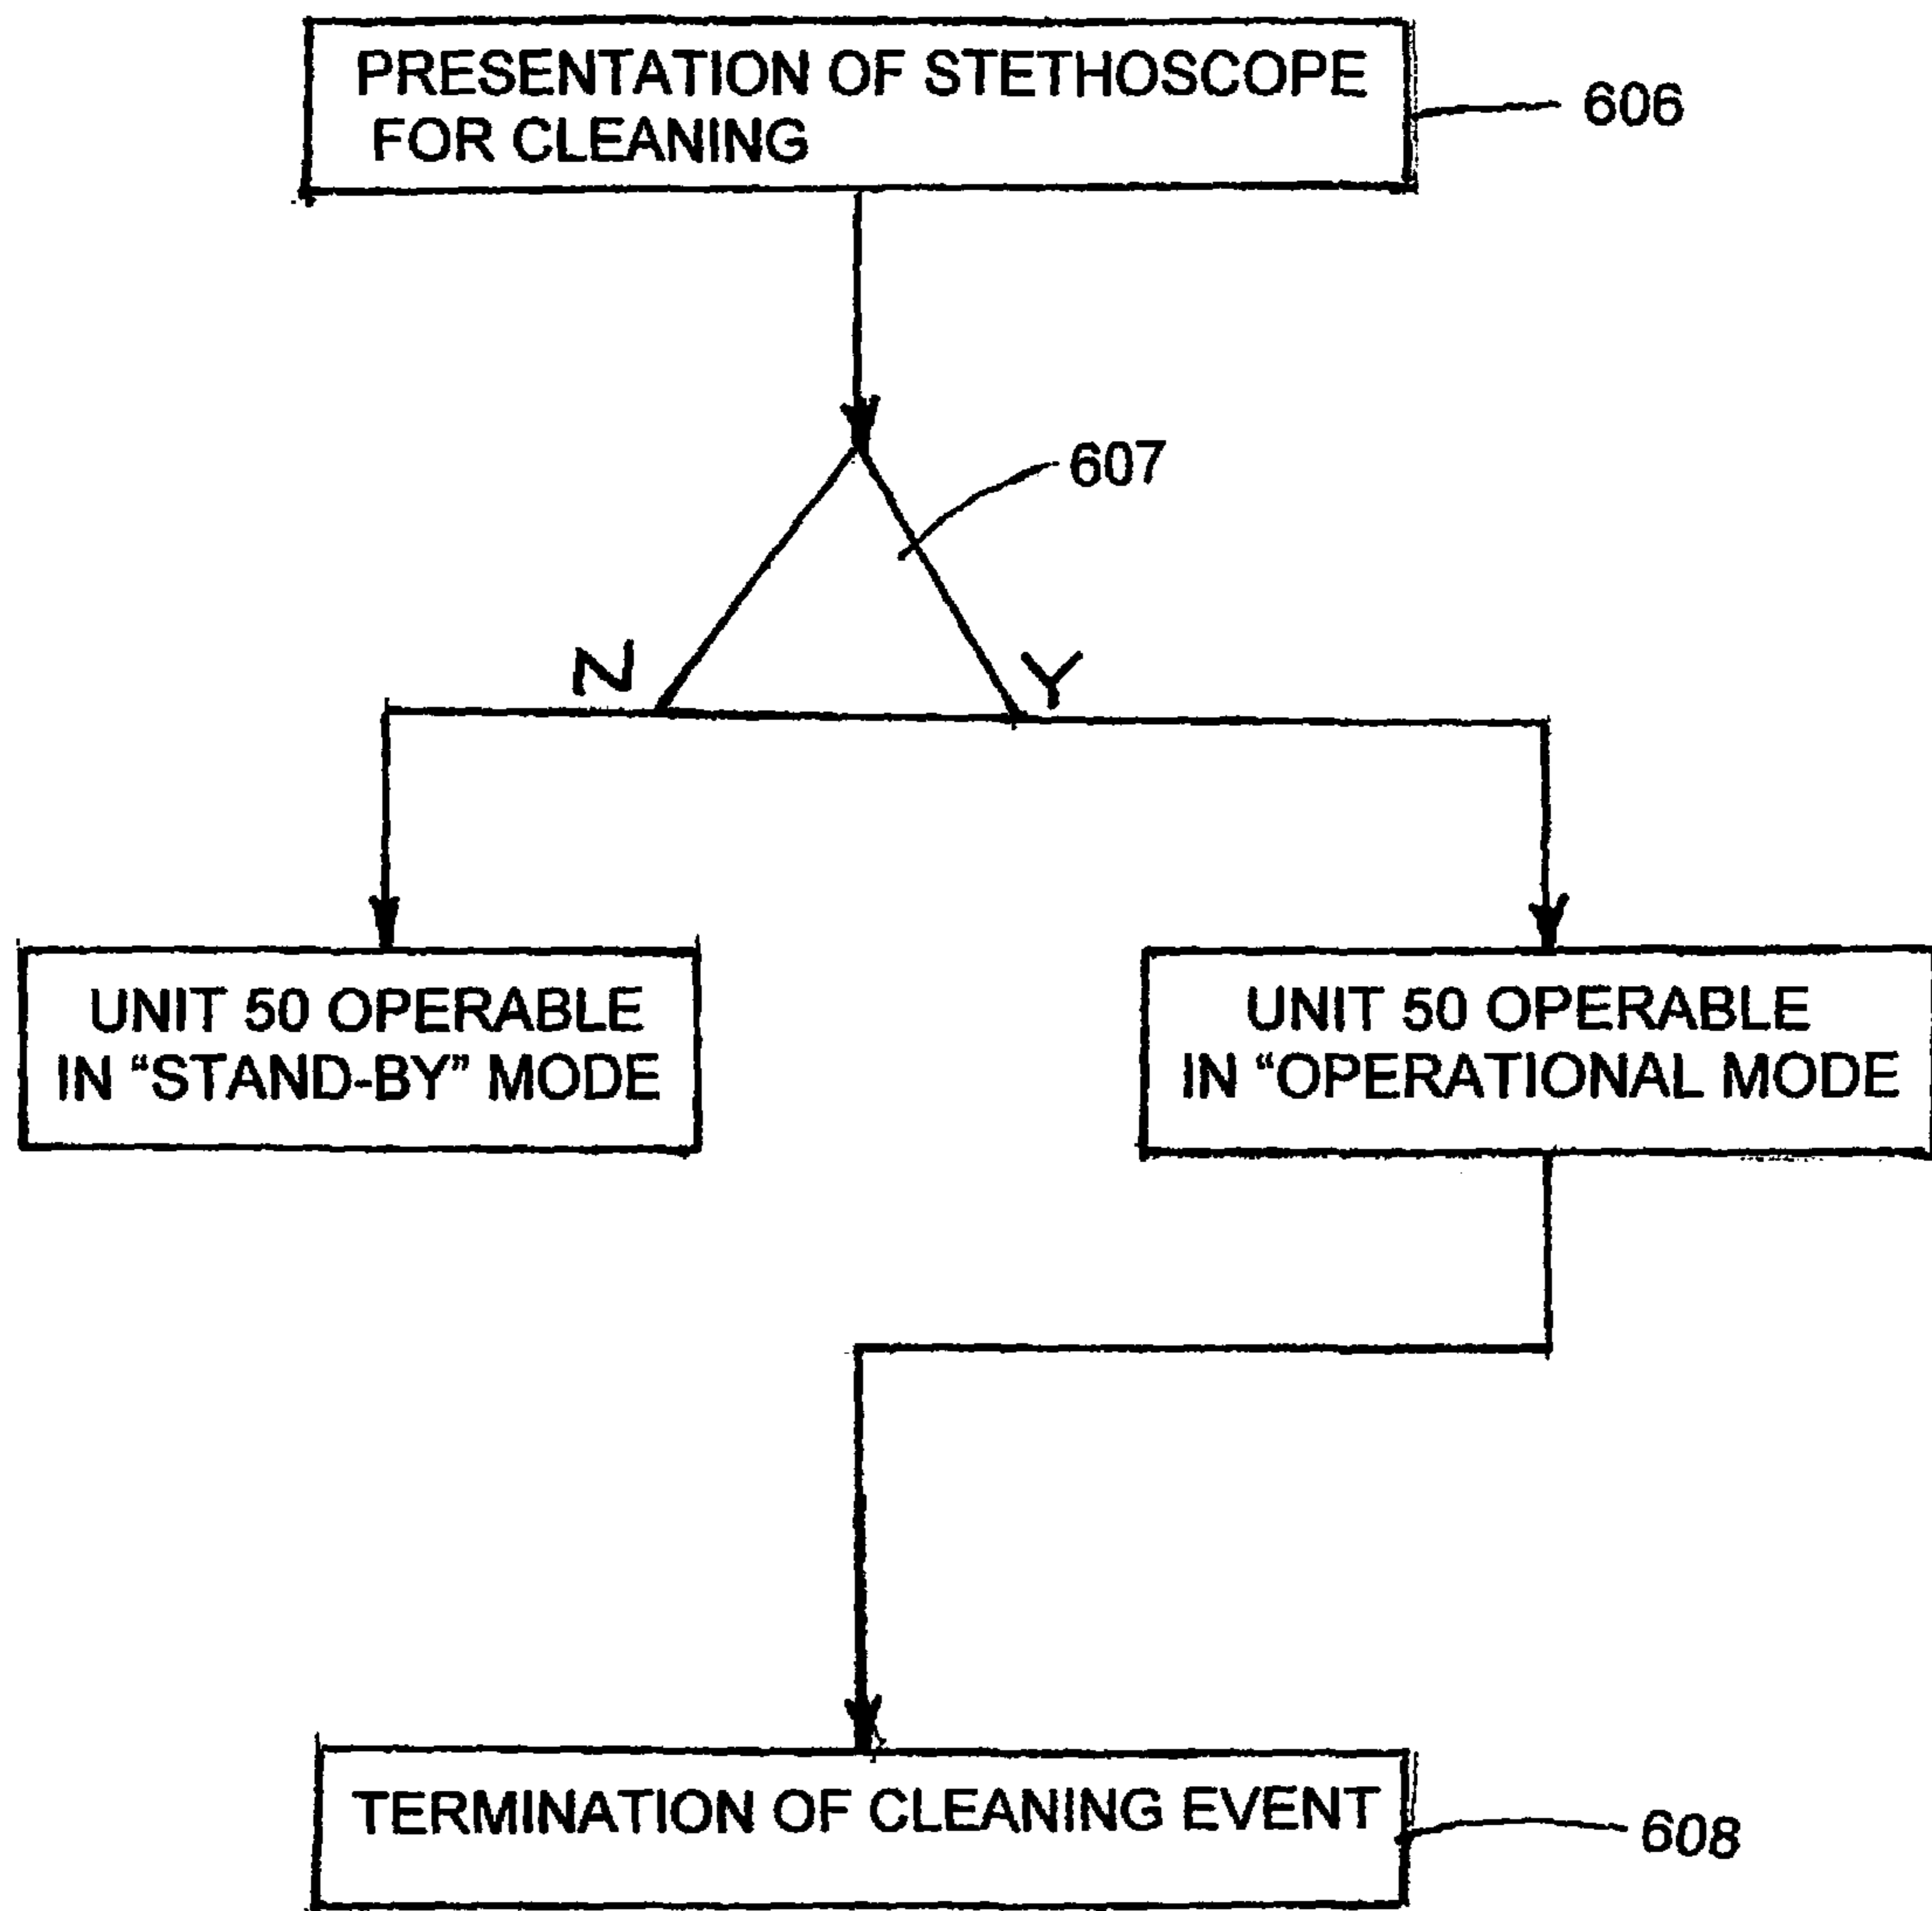 PRESENTATION OF STETHOSCOPE
FOR CLEANING
606
607
N
Y
UNIT 50 OPERABLE
IN “STAND-BY” MODE
UNIT 50 OPERABLE
IN “OPERATIONAL MODE
TERMINATION OF CLEANING EVENT
608